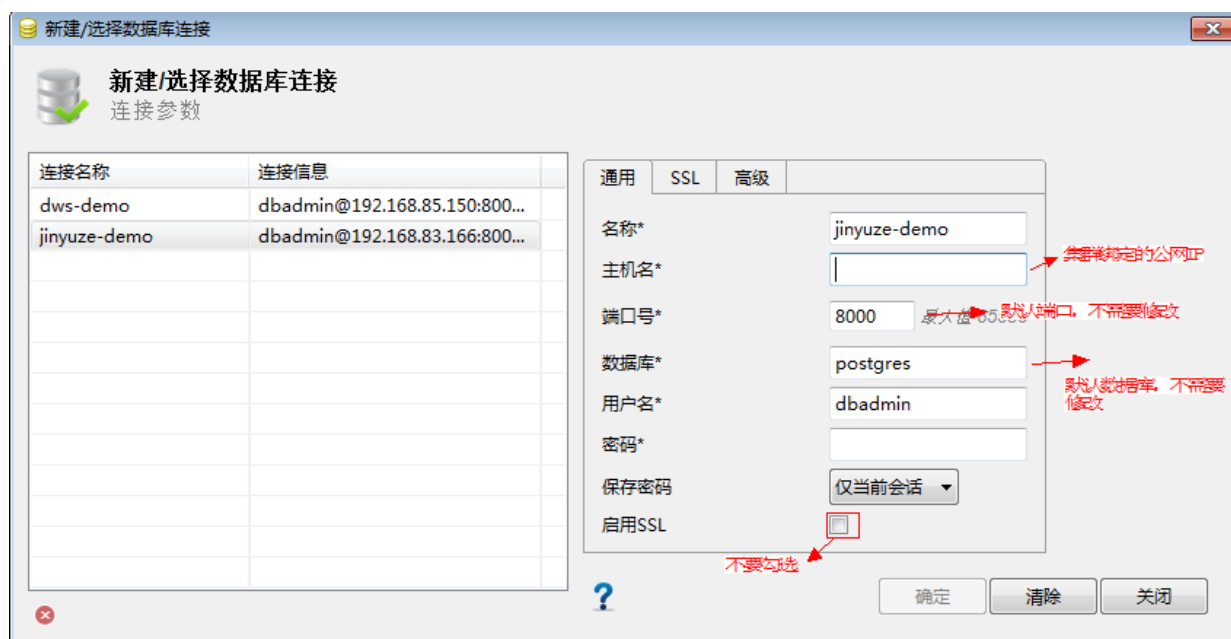 新建/选择数据库连接
新建/选择数据库连接
连接参数
连接名称 连接信息
dws-demo dbadmin@192.168.85.150:800...
jinyuze-demo dbadmin@192.168.83.166:800...
通用 SSL 高级
名称* jinyuze-demo
主机名*
集群绑定的公网IP
端口号* 8000 最大值
默认端口，不需要修改
数据库* postgres
默认数据库，不需要
修改
用户名* dbadmin
密码*
保存密码 仅当前会话
启用SSL
不要勾选
? 确定 清除 关闭